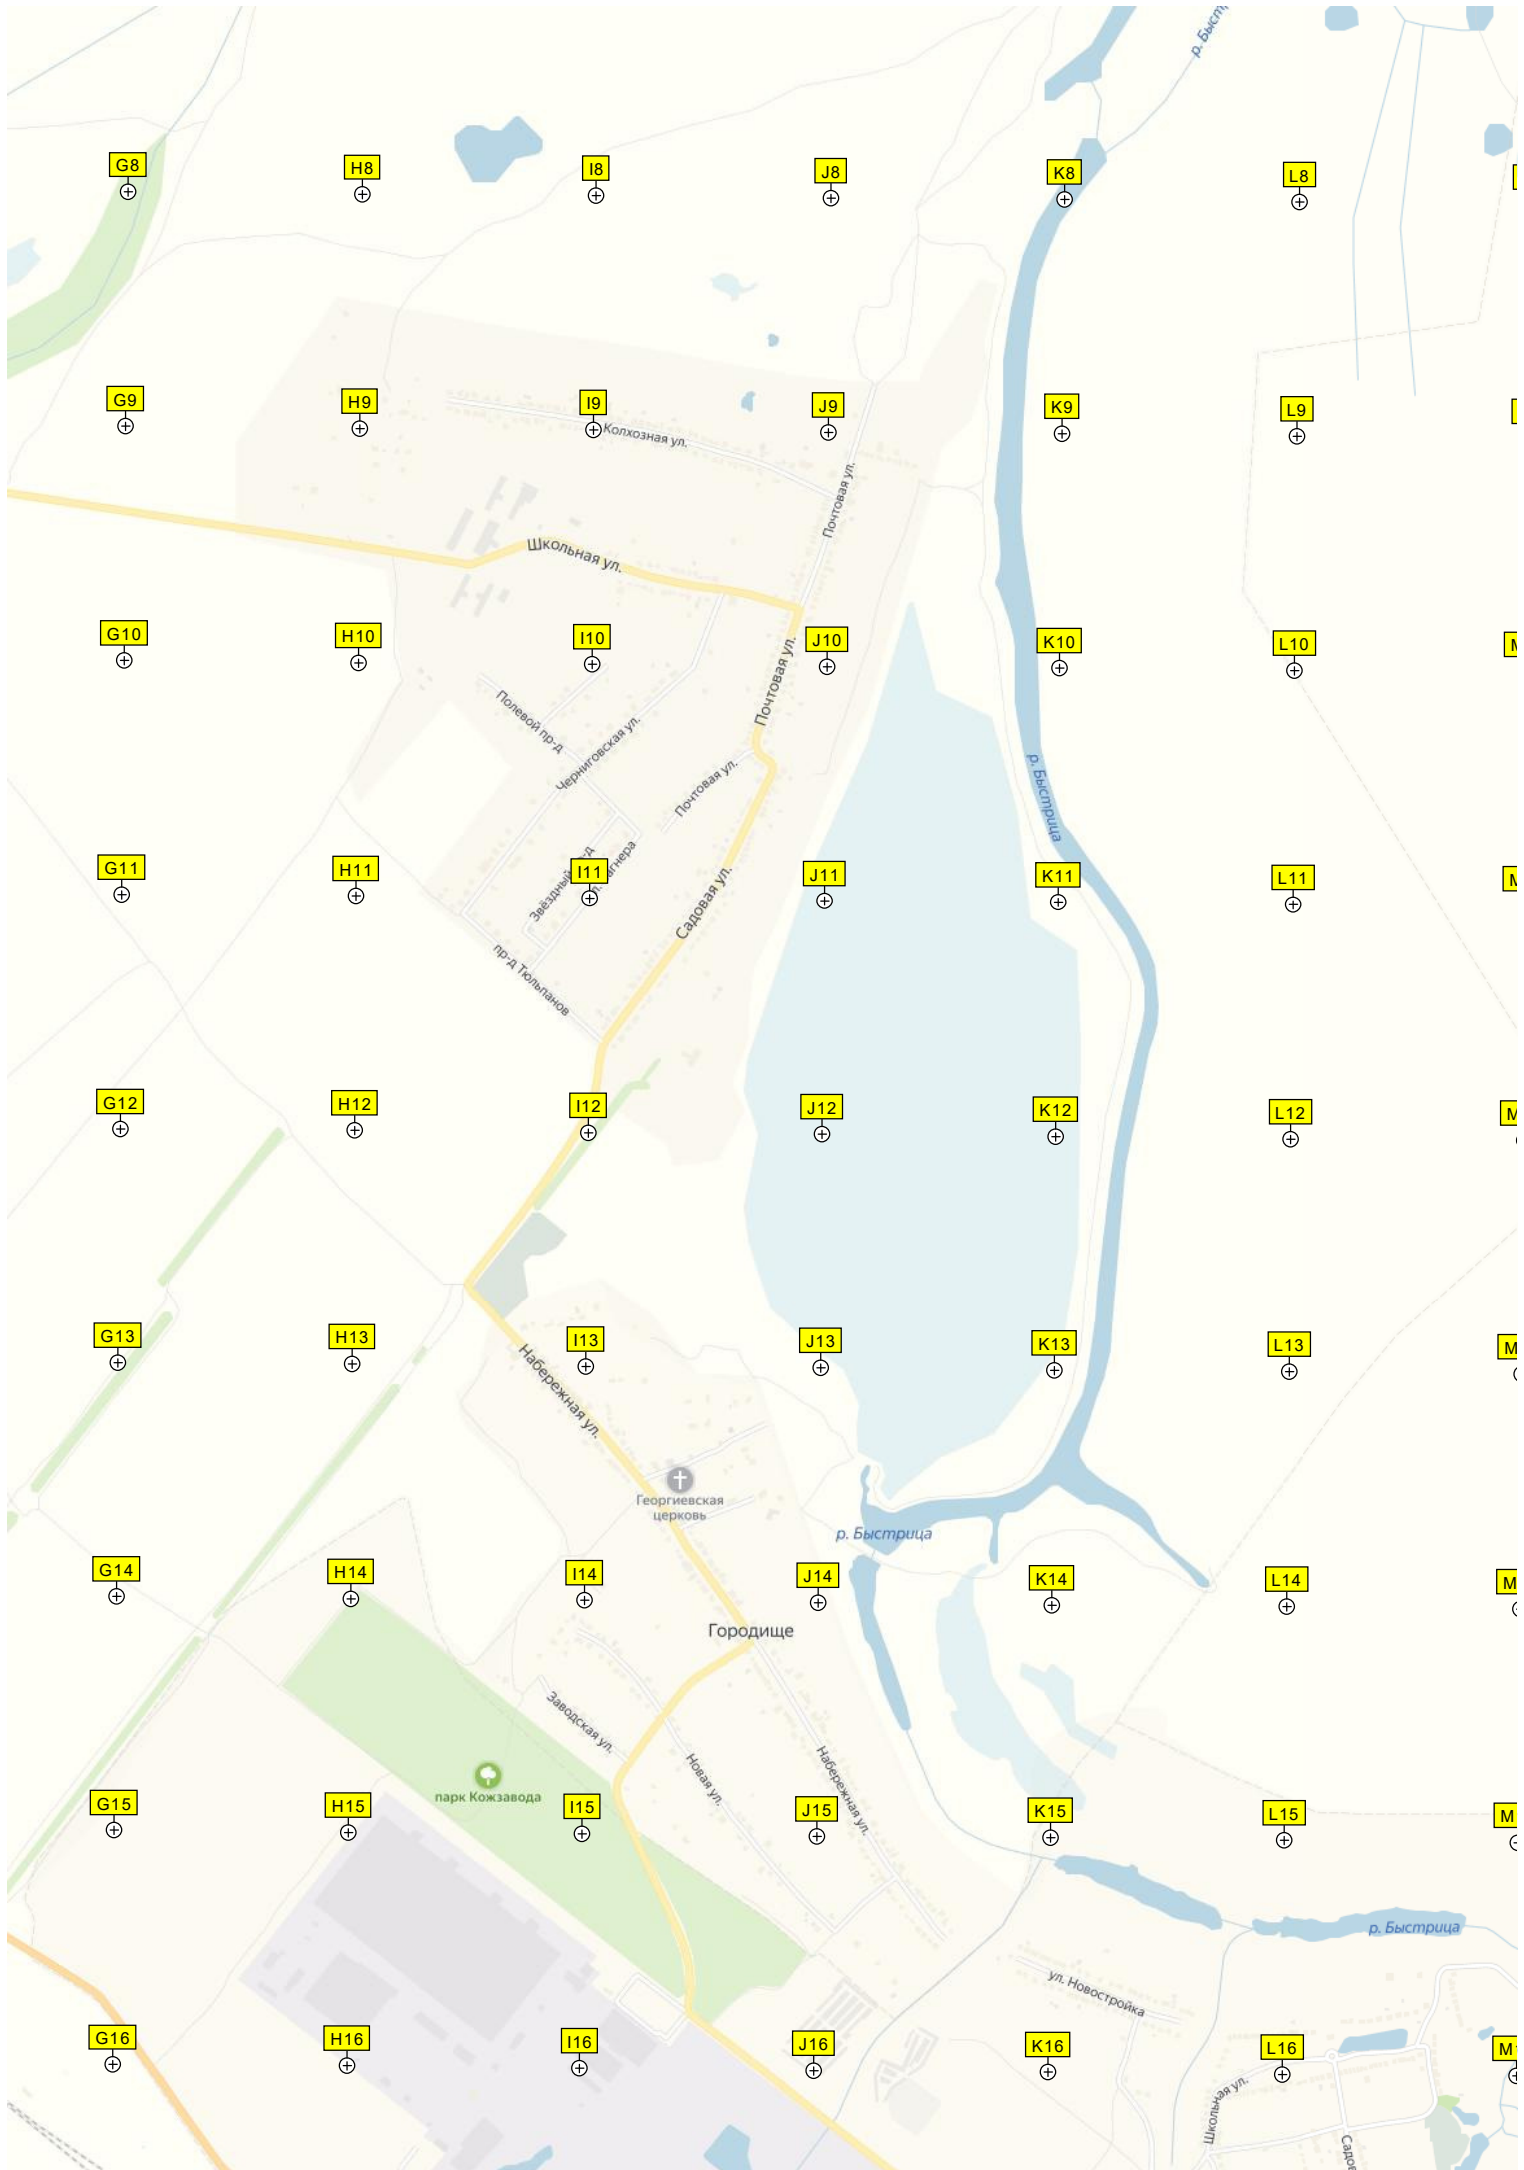 р. Быст
G8
H8
I8
J8
K8
L8
G9
H9
I9
J9
K9
L9
Колхозная ул.
Почтовая ул.
Школьная ул.
G10
H10
I10
J10
K10
L10
Почтовая ул.
Полевой пр-д
Черниговская ул.
Почтовая ул.
р. Быстрица
G11
H11
I11
J11
K11
L11
Звёздный
Садовая ул.
пр-д Тюльпанов
G12
H12
I12
J12
K12
L12
G13
H13
I13
J13
K13
L13
Набережная ул.
Георгиевская
церковь
р. Быстрица
G14
H14
I14
J14
K14
L14
Городище
Заводская ул.
Новая ул.
Набережная ул.
парк Кожзавода
G15
H15
I15
J15
K15
L15
р. Быстрица
ул. Новостройка
G16
H16
I16
J16
K16
L16
Школьная ул.
Садов